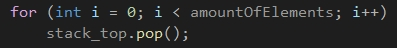 for (int i = 0; i < amountOfElements; i++)
    stack_top.pop();